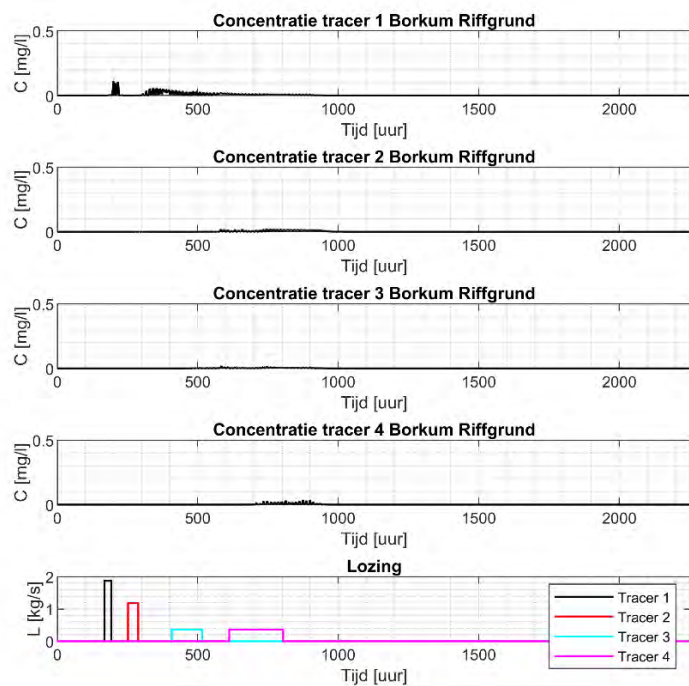 Concentratie tracer 1 Borkum Riffgrund
C [mg/l]
0.5
0
0 500 1000 1500 2000
Tijd [uur]
Concentratie tracer 2 Borkum Riffgrund
C [mg/l]
0.5
0
0 500 1000 1500 2000
Tijd [uur]
Concentratie tracer 3 Borkum Riffgrund
C [mg/l]
0.5
0
0 500 1000 1500 2000
Tijd [uur]
Concentratie tracer 4 Borkum Riffgrund
C [mg/l]
0.5
0
0 500 1000 1500 2000
Tijd [uur]
Lozing
L [kg/s]
2
1
0
0 500 1000 1500 2000
Tijd [uur]
Tracer 1
Tracer 2
Tracer 3
Tracer 4